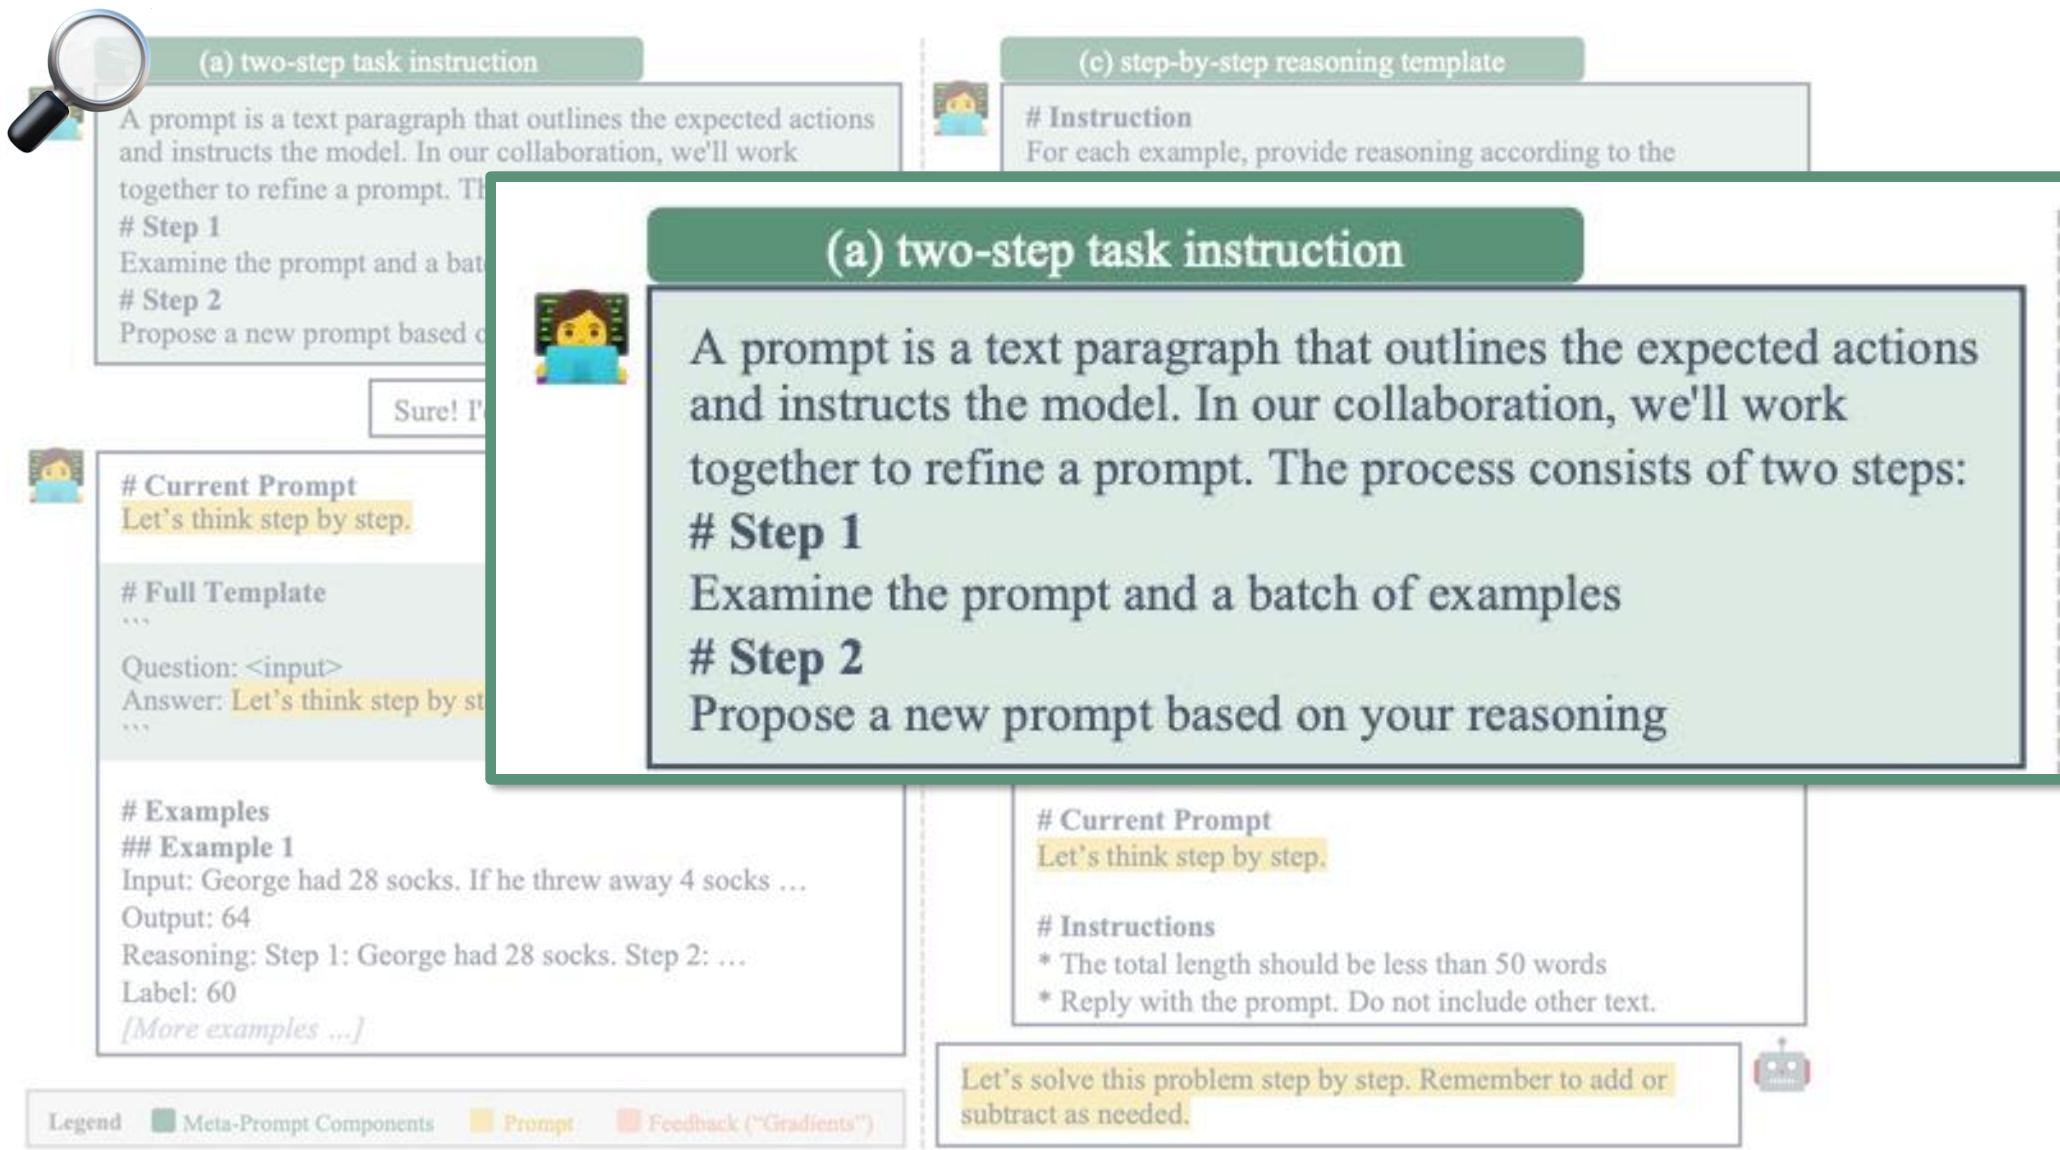 (a) two-step task instruction
A prompt is a text paragraph that outlines the expected actions
and instructs the model. In our collaboration, we'll work
together to refine a prompt. Th
# Step 1
Examine the prompt and a bat
# Step 2
Propose a new prompt based o
Sure! I'
# Current Prompt
Let's think step by step.
# Full Template
```
Question: <input>
Answer: Let's think step by st
```
# Examples
## Example 1
Input: George had 28 socks. If he threw away 4 socks …
Output: 64
Reasoning: Step 1: George had 28 socks. Step 2: …
Label: 60
[More examples …]
Legend Meta-Prompt Components Prompt Feedback ("Gradients")
(c) step-by-step reasoning template
# Instruction
For each example, provide reasoning according to the
(a) two-step task instruction
A prompt is a text paragraph that outlines the expected actions
and instructs the model. In our collaboration, we'll work
together to refine a prompt. The process consists of two steps:
# Step 1
Examine the prompt and a batch of examples
# Step 2
Propose a new prompt based on your reasoning
# Current Prompt
Let's think step by step.
# Instructions
* The total length should be less than 50 words
* Reply with the prompt. Do not include other text.
Let's solve this problem step by step. Remember to add or
subtract as needed.